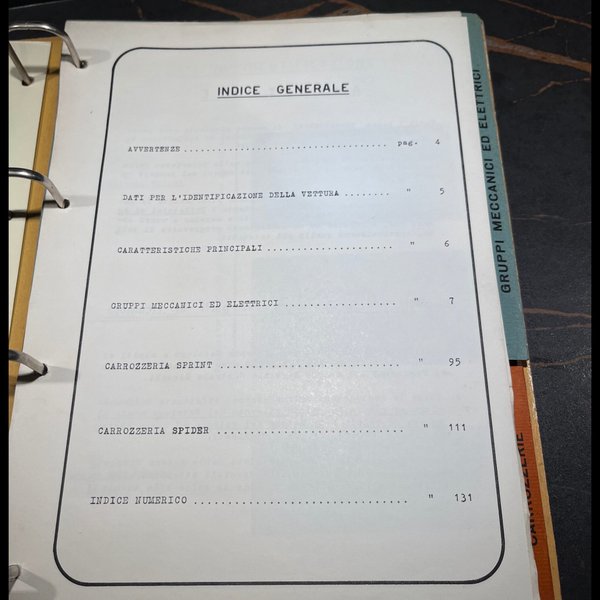 INDICE GENERALE
AVVERTENZE .............................. pag. 4
DATI PER L'IDENTIFICAZIONE DELLA VETTURA ........ " 5
CARATTERISTICHE PRINCIPALI ................... " 6
GRUPPI MECCANICI ED ELETTRICI ................. " 7
CARROZZERIA SPRINT ........................... " 95
CARROZZERIA SPIDER ............................ " 111
INDICE NUMERICO ................................ " 131
GRUPPI MECCANICI ED ELETTRICI
CARROZZERIE